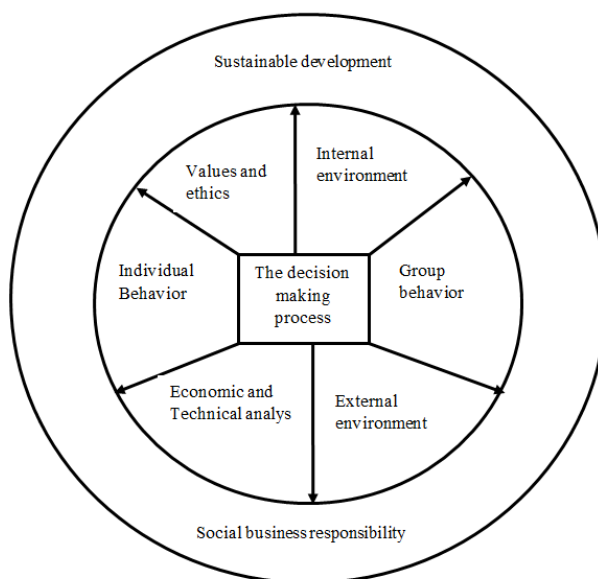 Sustainable development
Values and
ethics
Internal
environment
Individual
Behavior
The decision
making
process
Group
behavior
Economic and
Technical analys
External
environment
Social business responsibility